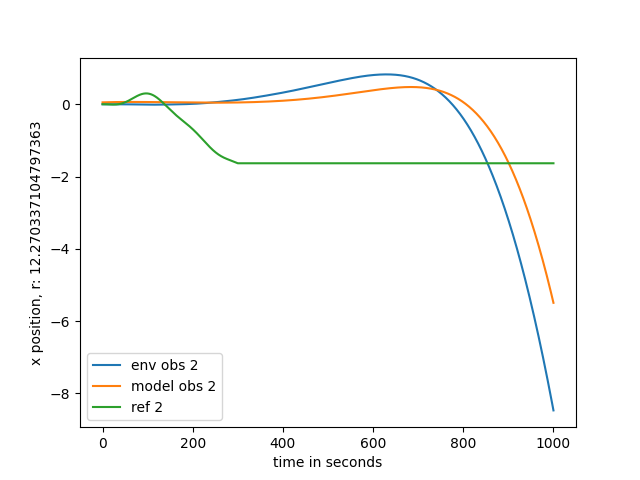 x position, r: 12.270337104797363
0
−2
−4
−6
−8
env obs 2
model obs 2
ref 2
0
200
400
600
800
1000
time in seconds